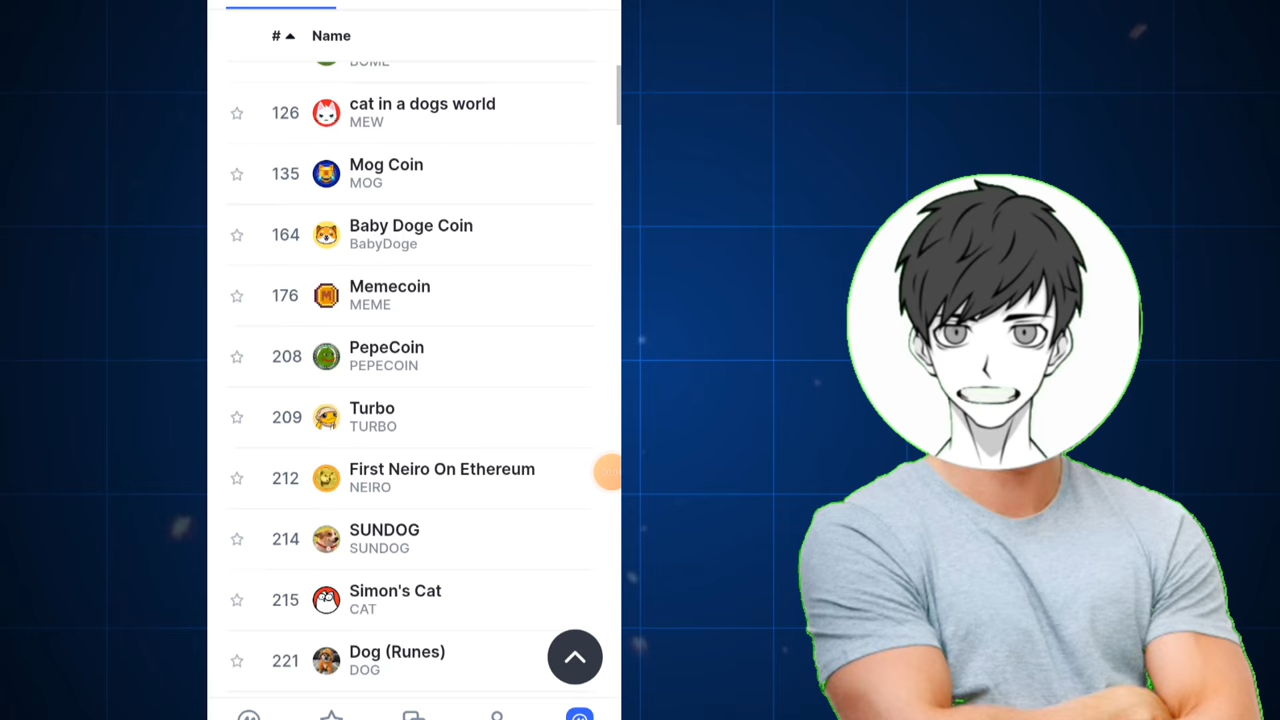 # Name
BOME
126 cat in a dogs world
MEW
135 Mog Coin
MOG
164 Baby Doge Coin
BabyDoge
176 Memecoin
MEME
208 PepeCoin
PEPECOIN
209 Turbo
TURBO
212 First Neiro On Ethereum
NEIRO
214 SUNDOG
SUNDOG
215 Simon's Cat
CAT
221 Dog (Runes)
DOG